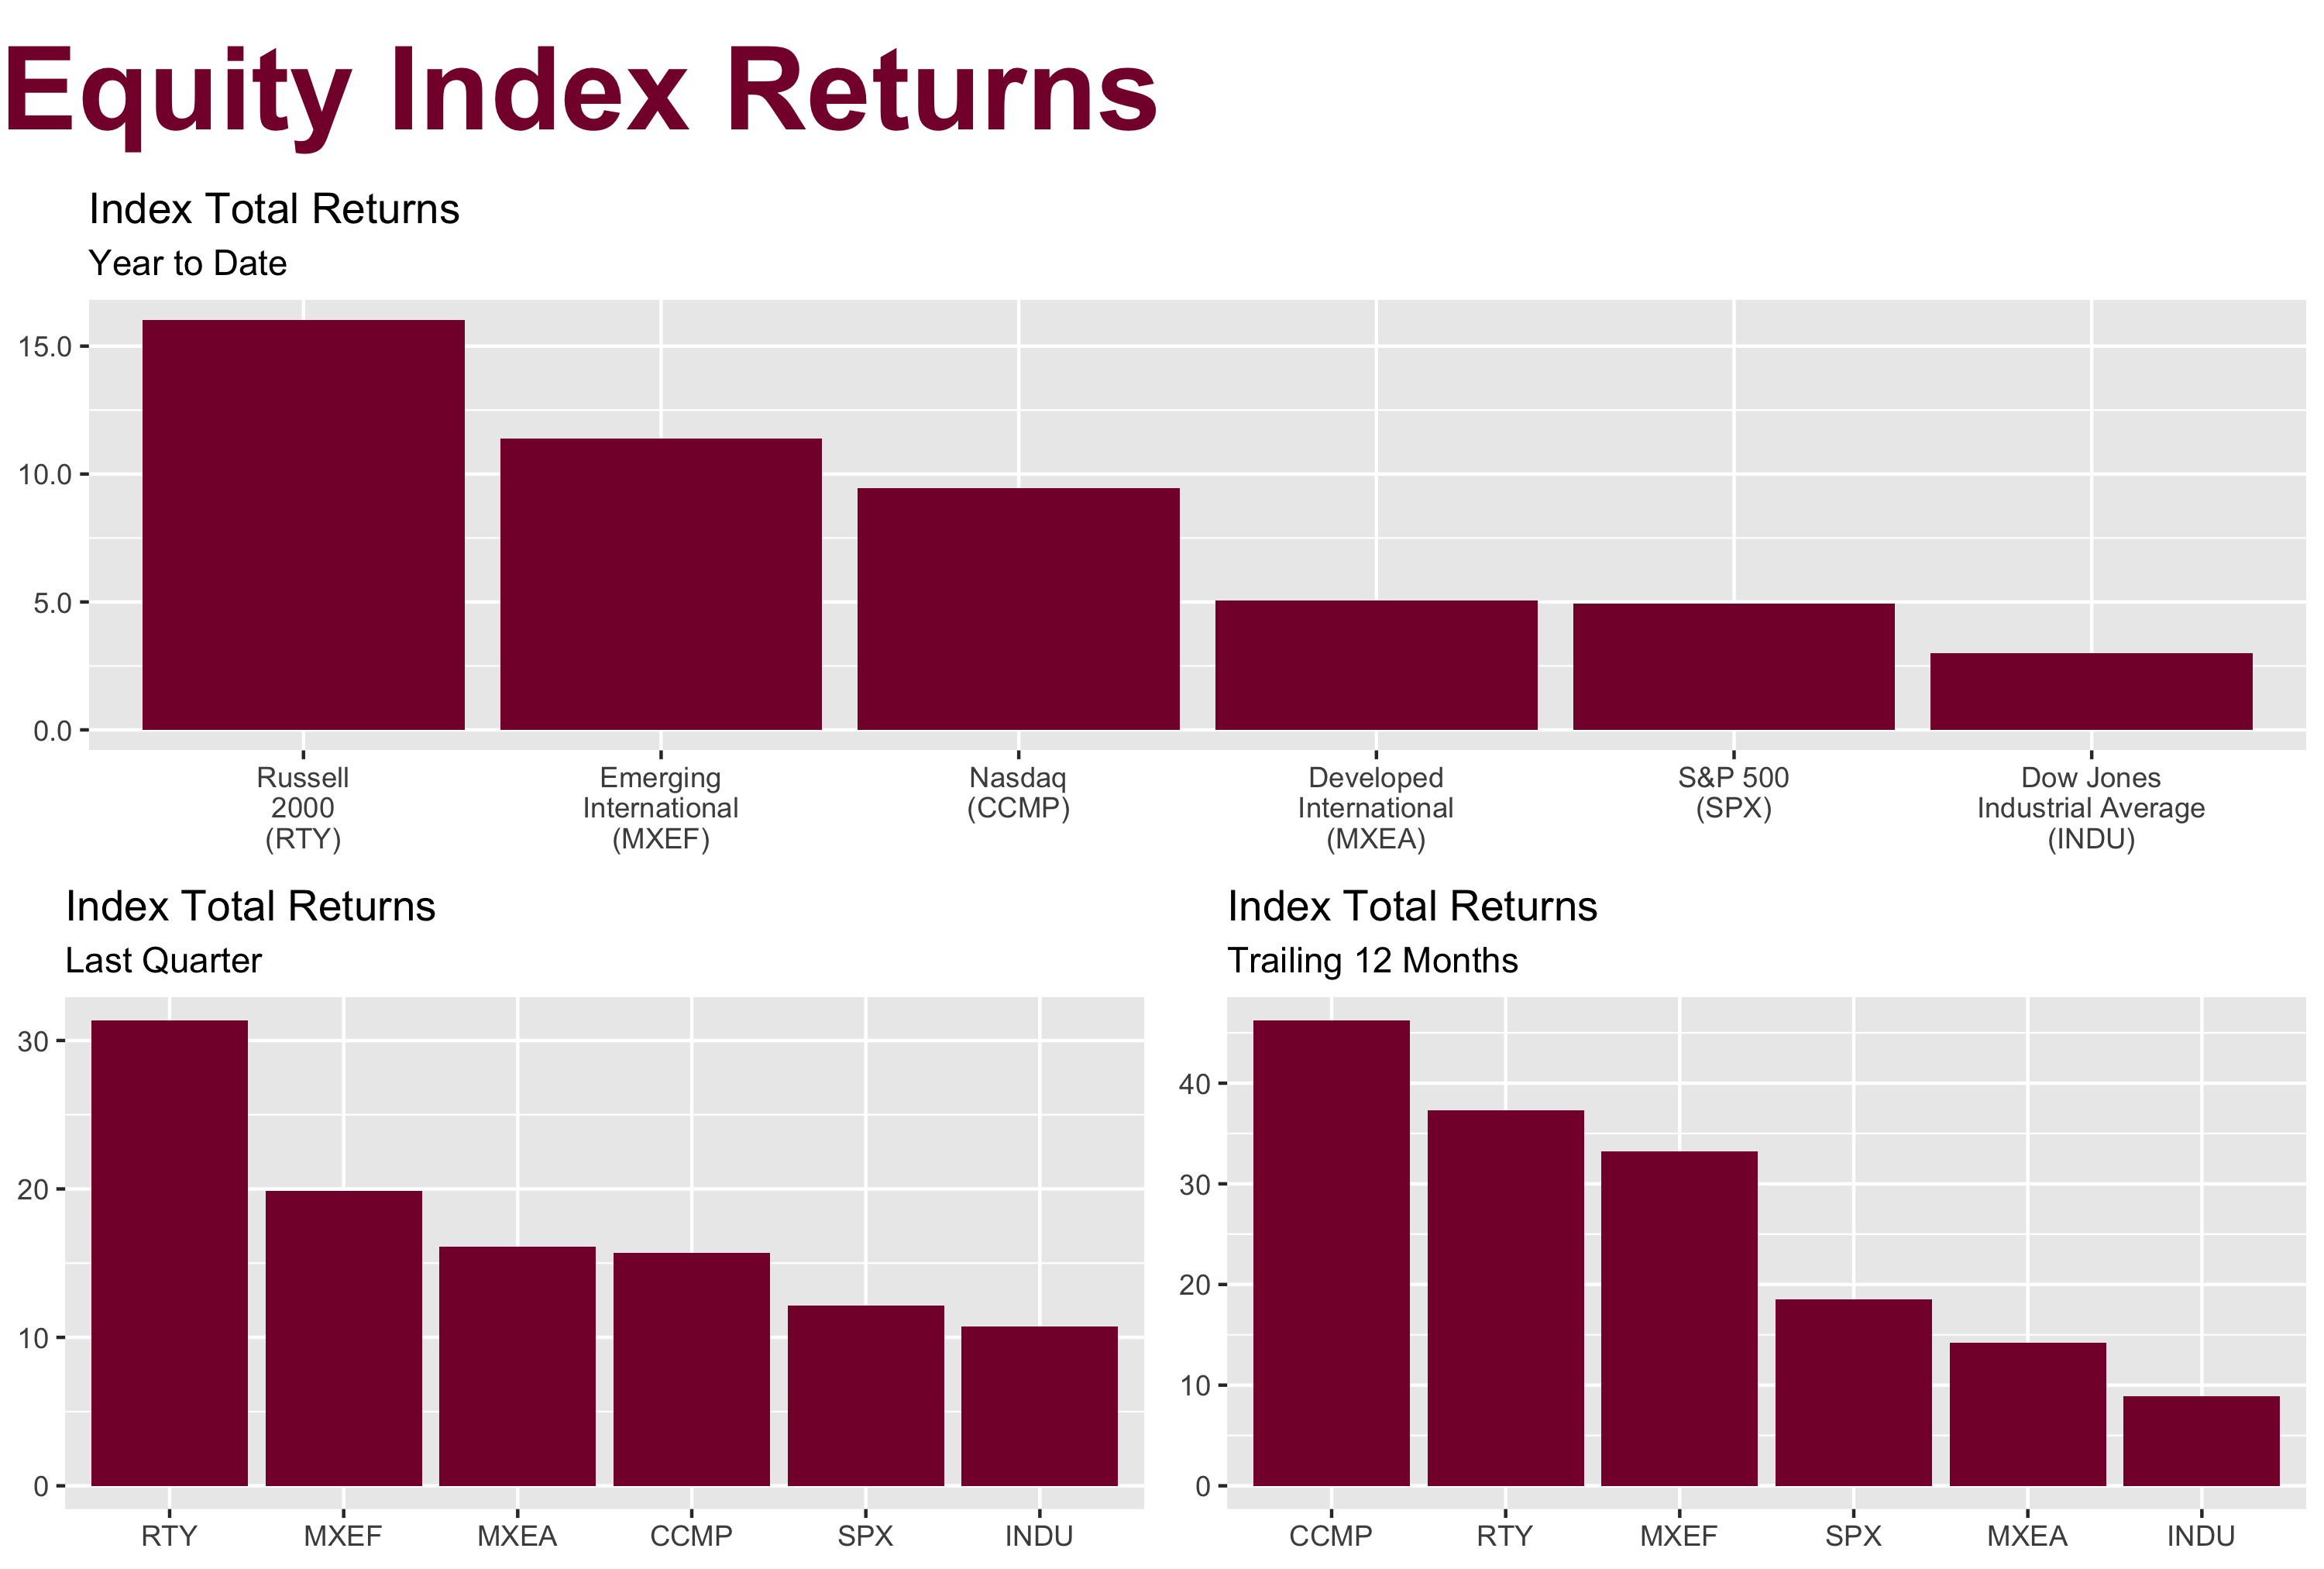 Equity Index Returns
Index Total Returns
Year to Date
15.0
10.0
5.0
0.0
Russell
2000
(RTY)
Emerging
International
(MXEF)
Nasdaq
(CCMP)
Developed
International
(MXEA)
S&P 500
(SPX)
Dow Jones
Industrial Average
(INDU)
Index Total Returns
Last Quarter
30
20
10
0
RTY MXEF MXEA CCMP SPX INDU
Index Total Returns
Trailing 12 Months
40
30
20
10
0
CCMP RTY MXEF SPX MXEA INDU